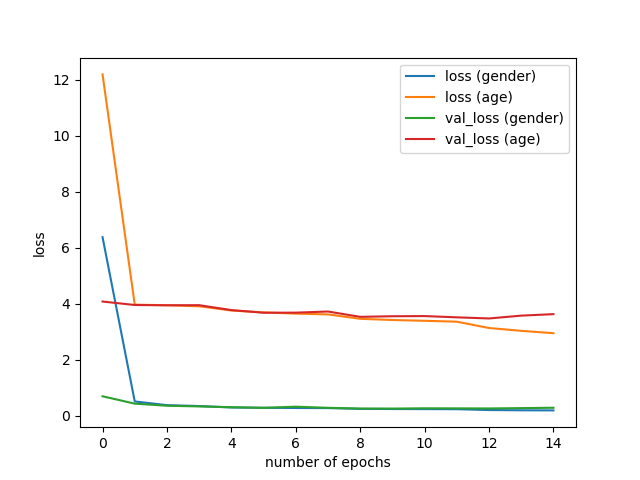 loss (gender)
loss (age)
val_loss (gender)
val_loss (age)
12
10
8
6
4
2
0
loss
0 2 4 6 8 10 12 14
number of epochs